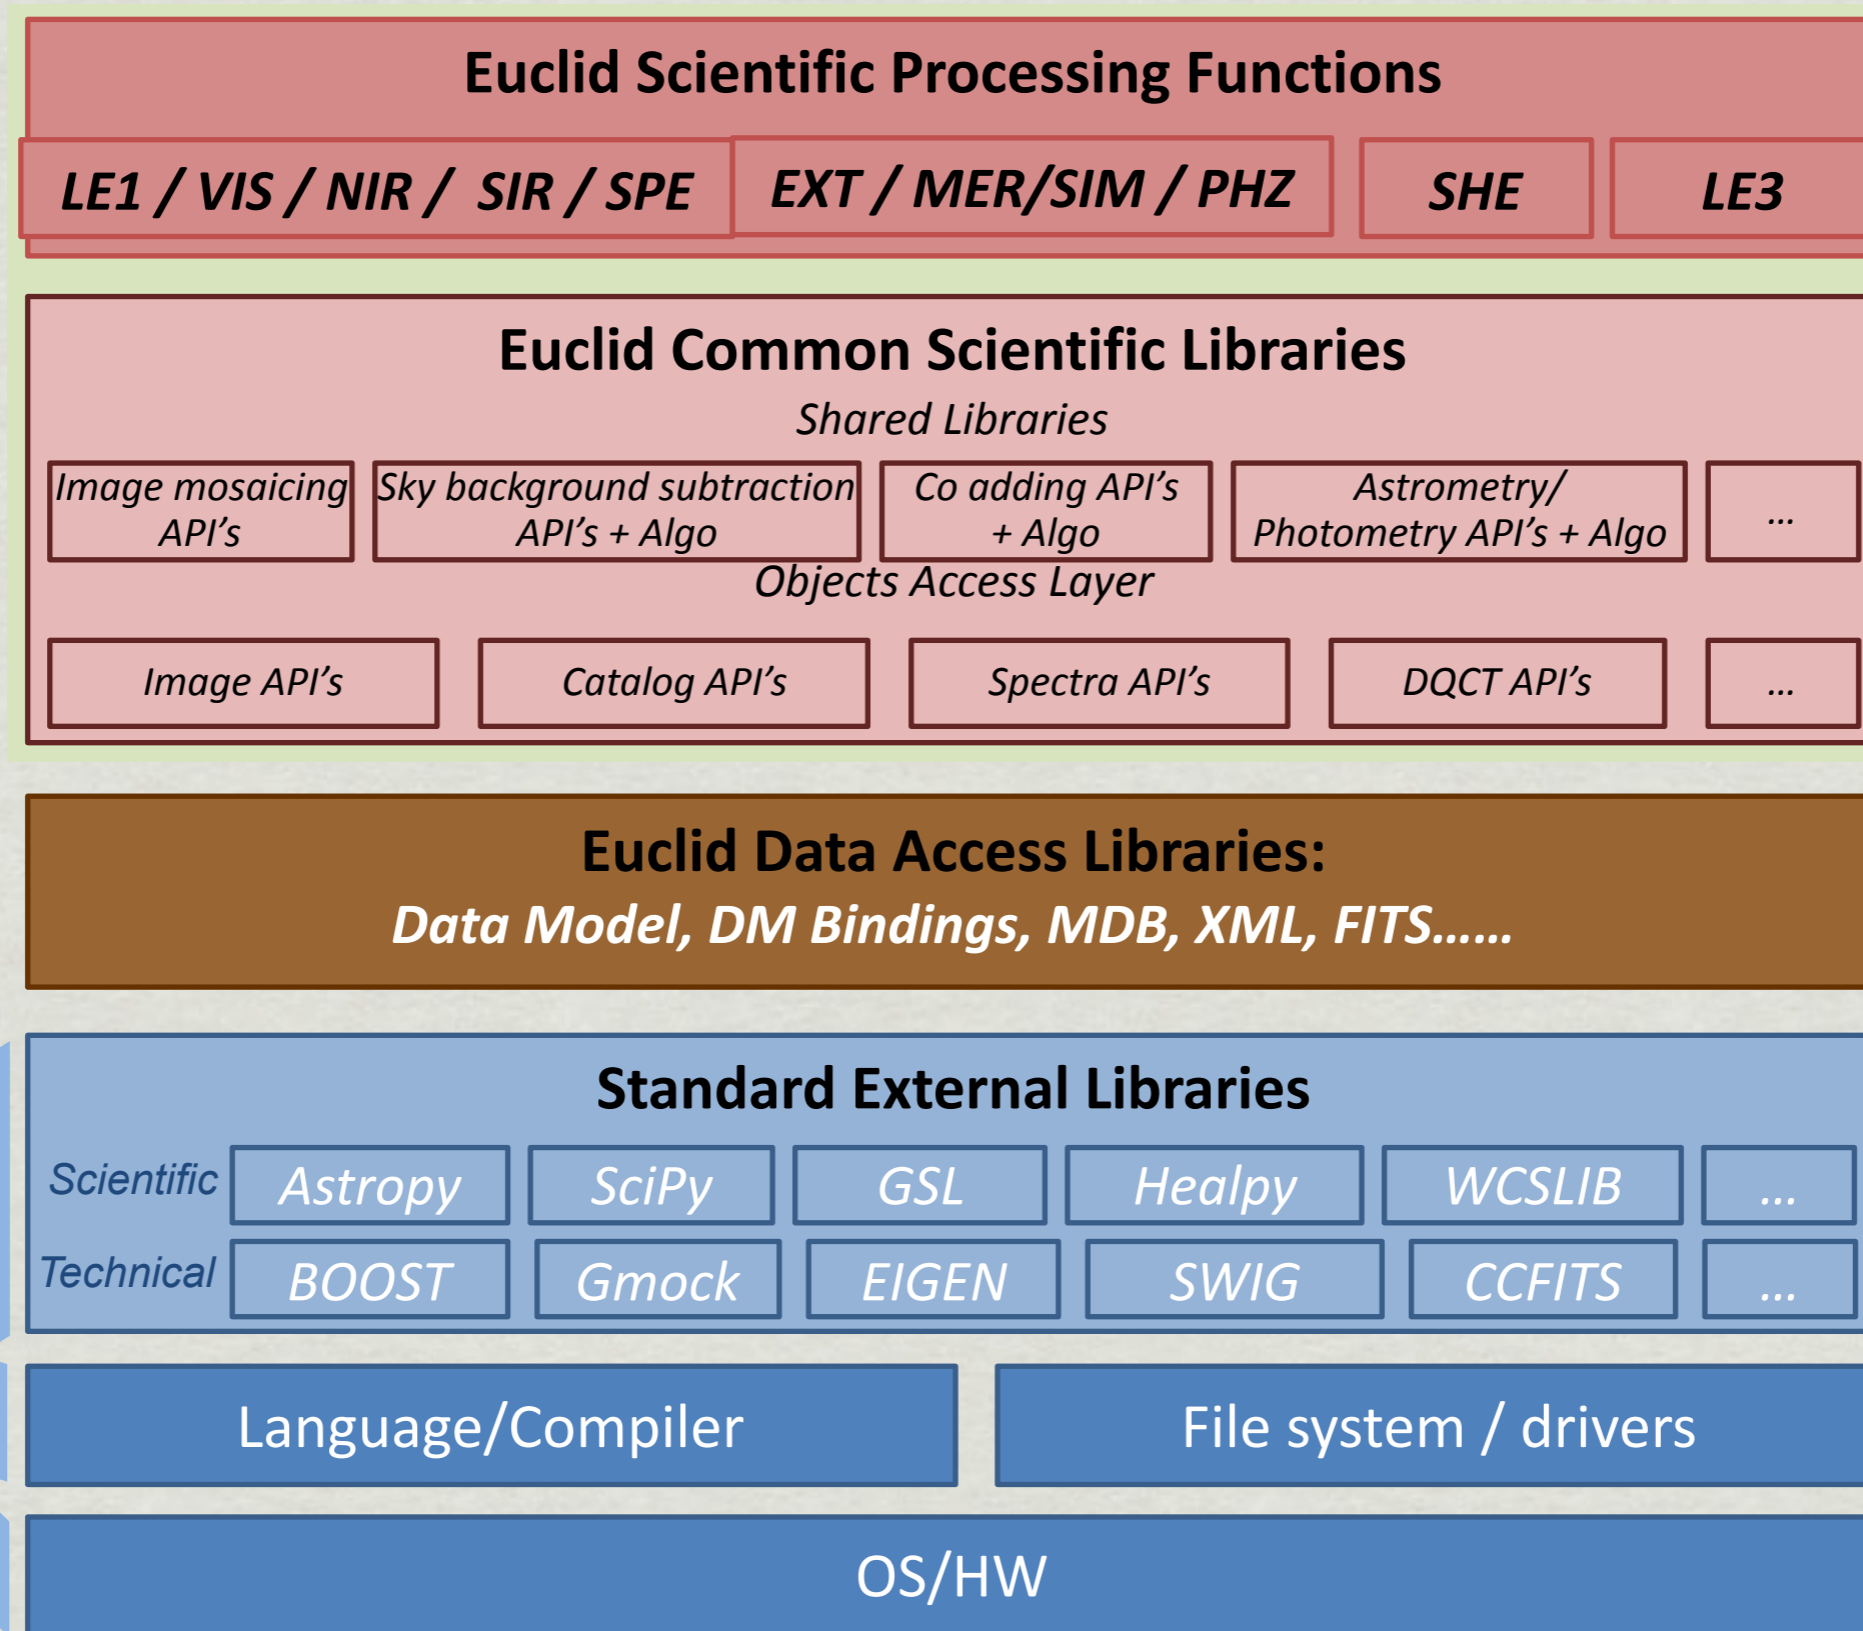 Euclid Scientific Processing Functions
LE1 / VIS / NIR /  SIR / SPE
EXT / MER/SIM / PHZ
SHE
LE3
Euclid Common Scientific Libraries
Shared Libraries
Image mosaicing
API’s
Sky background subtraction
API’s + Algo
Co adding API’s
+ Algo
Astrometry/
Photometry API’s + Algo
…
Objects Access Layer
Image API’s
Catalog API’s
Spectra API’s
DQCT API’s
…
Euclid Data Access Libraries:
Data Model, DM Bindings, MDB, XML, FITS……
Standard External Libraries
Scientific
Astropy
SciPy
GSL
Healpy
WCSLIB
…
Technical
BOOST
Gmock
EIGEN
SWIG
CCFITS
…
Language/Compiler
File system / drivers
OS/HW